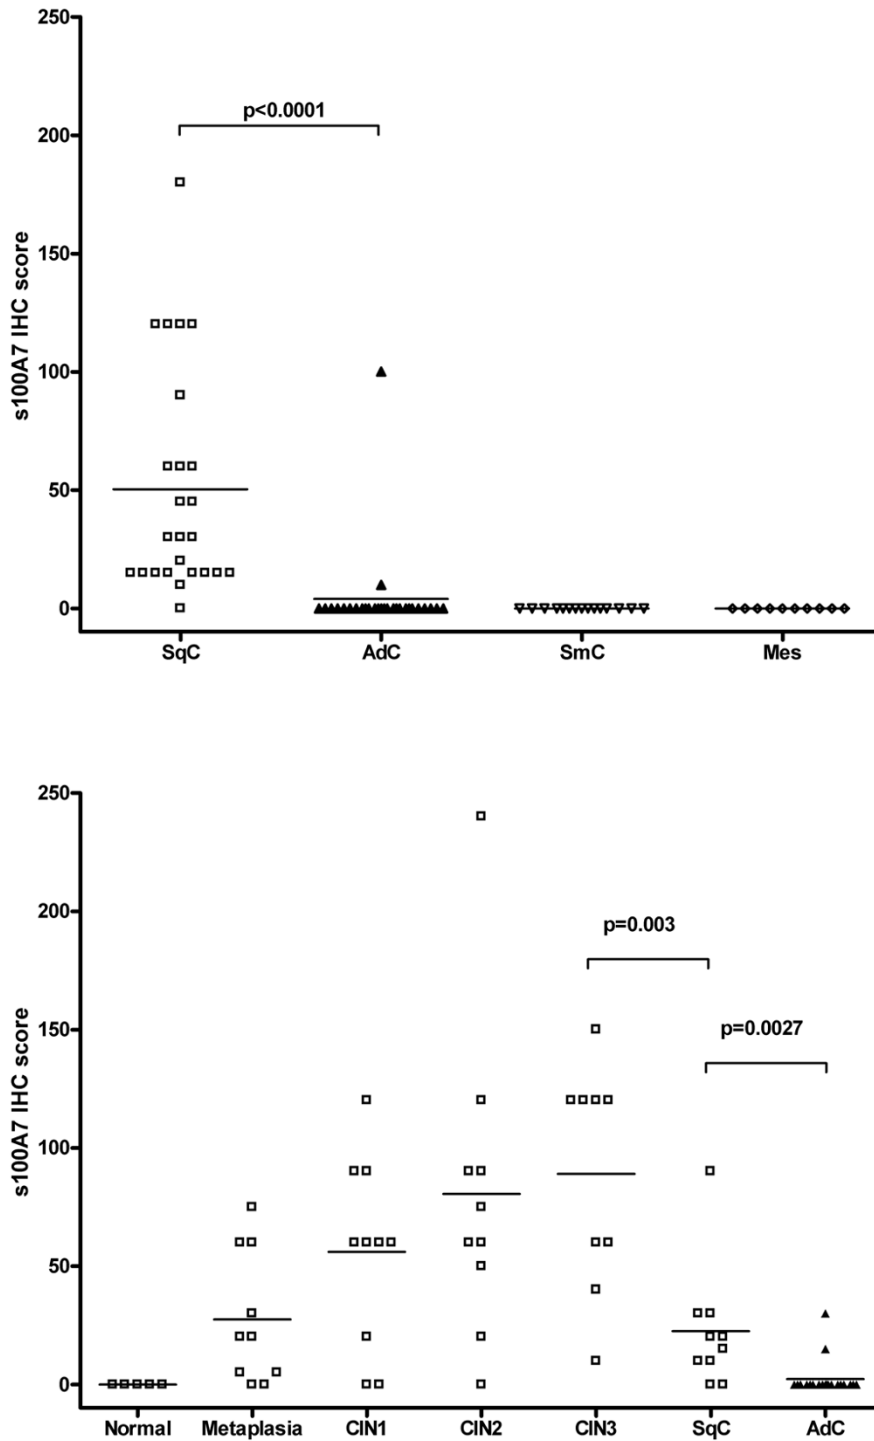 250
p<0.0001
200
150
s100A7 IHC score
100
50
0
SqC AdC SmC Mes
250
200
p=0.003
p=0.0027
150
s100A7 IHC score
100
50
0
Normal Metaplasia CIN1 CIN2 CIN3 SqC AdC